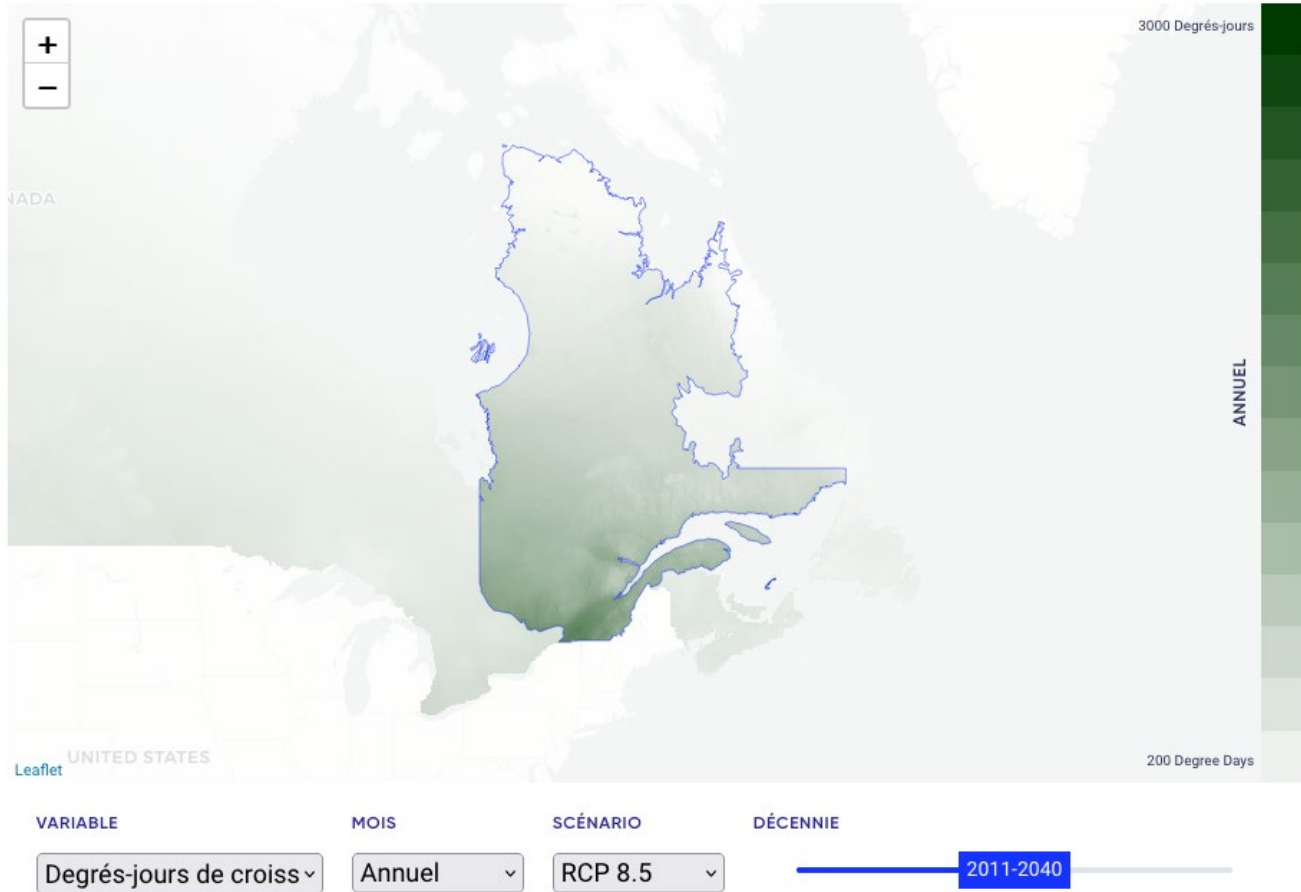 +
3000 Degrés-jours
−
NADA
ANNUEL
UNITED STATES
Leaflet
200 Degree Days
VARIABLE
MOIS
SCÉNARIO
DÉCENNIE
Degrés-jours de croiss
Annuel
RCP 8.5
2011-2040